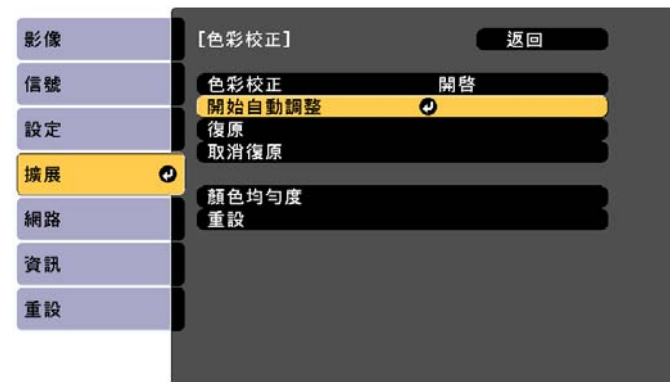 影像
信號
設定
擴展
網路
資訊
重設
[色彩校正]
返回
色彩校正 開啓
開始自動調整
復原
取消復原
顏色均勻度
重設